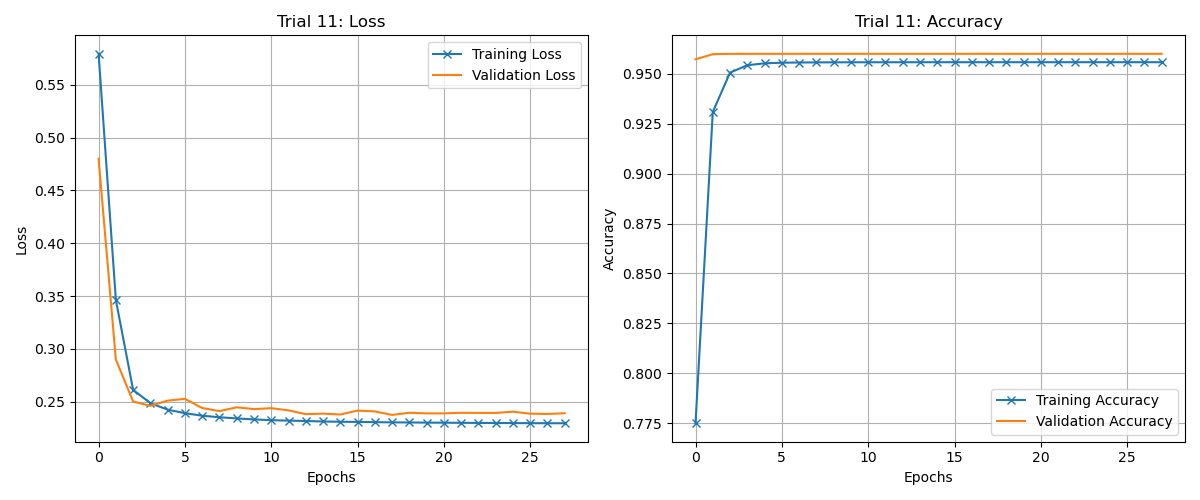 Trial 11: Loss
Training Loss
Validation Loss
0.55
0.50
0.45
0.40
0.35
0.30
0.25
Loss
0 5 10 15 20 25
Epochs
Trial 11: Accuracy
0.950
0.925
0.900
0.875
0.850
0.825
0.800
0.775
Accuracy
Training Accuracy
Validation Accuracy
0 5 10 15 20 25
Epochs